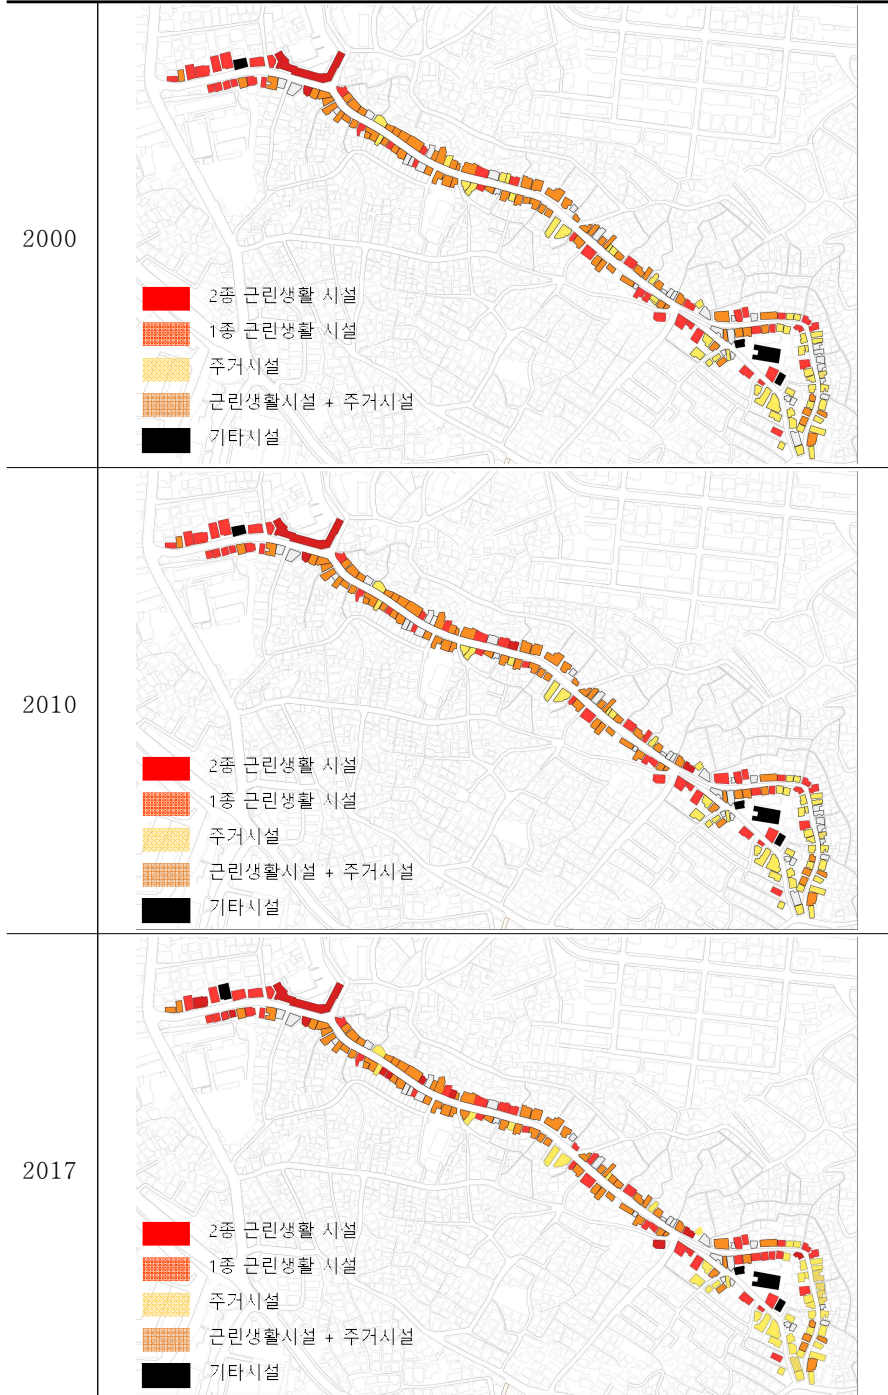 2000
2종 근린생활 시설
1종 근린생활 시설
주거시설
근린생활시설 + 주거시설
기타시설
2010
2종 근린생활 시설
1종 근린생활 시설
주거시설
근린생활시설 + 주거시설
기타시설
2017
2종 근린생활 시설
1종 근린생활 시설
주거시설
근린생활시설 + 주거시설
기타시설